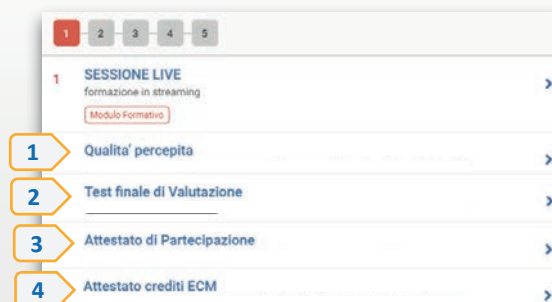 1 2 3 4 5
1 SESSIONE LIVE
formazione in streaming
Modulo Formativo
1 Qualita' percepita
2 Test finale di Valutazione
3 Attestato di Partecipazione
4 Attestato crediti ECM